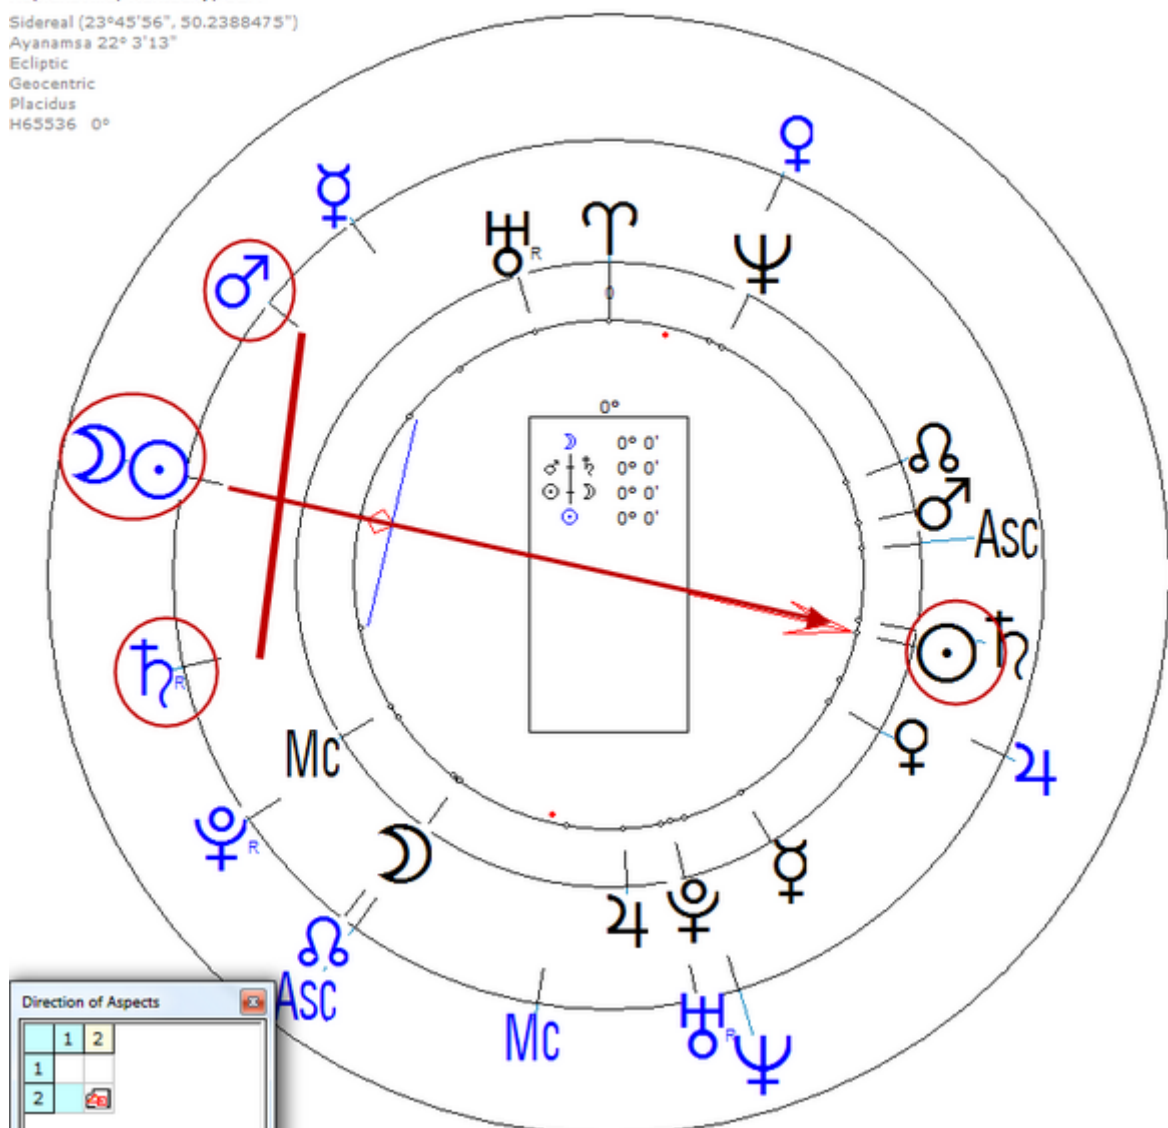 Sidereal (23°45'56", 50.2388475")
Ayanamsa 22° 3'13"
Ecliptic
Geocentric
Placidus
H65536 0°
♀
☿
♅ R
♈
♆
♂
0
0°
☽ 0° 0'
♂ ♄ 0° 0'
☉ ☽ 0° 0'
☉ 0° 0'
☊
♂
Asc
☽ ☉
☉ ♄
♄ R
Mc
♀
♃
♇ R
☽
☿
♃
♇
☊
Asc
Mc
♅ R
♆
Direction of Aspects
1 2
1
2